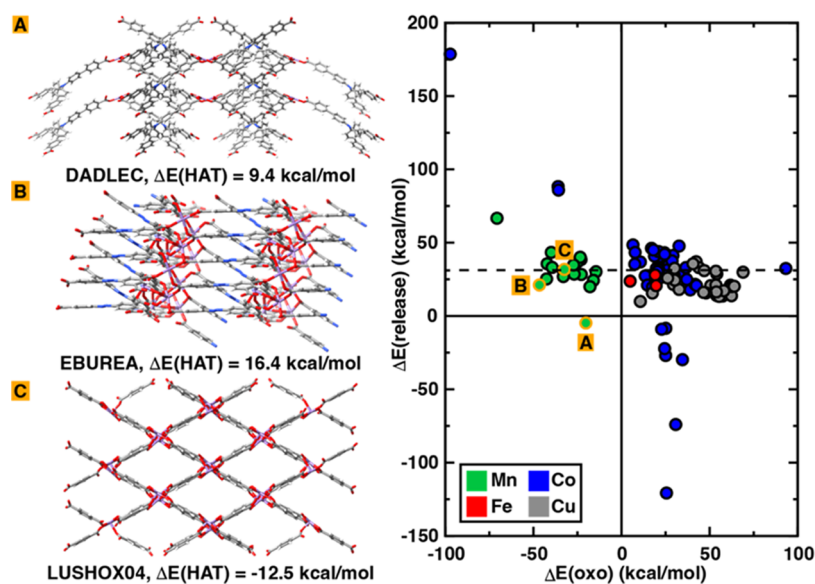 A
DADLEC, ΔE(HAT) = 9.4 kcal/mol
B
EBUREA, ΔE(HAT) = 16.4 kcal/mol
C
LUSHOX04, ΔE(HAT) = -12.5 kcal/mol
ΔE(release) (kcal/mol)
200
150
100
50
0
-50
-100
-150
C
B
A
Mn
Co
Fe
Cu
-100
-50
0
50
100
ΔE(oxo) (kcal/mol)